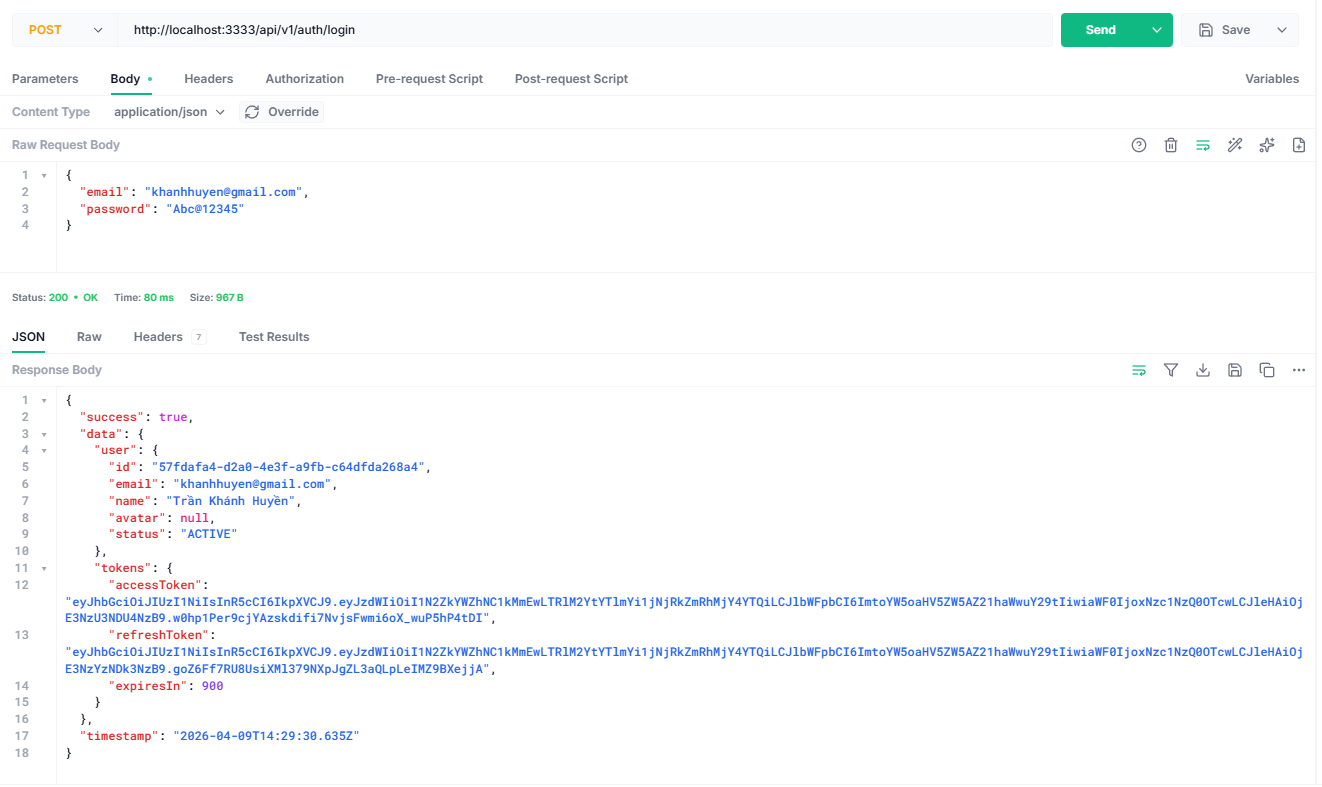 POST http://localhost:3333/api/v1/auth/login Send Save
Parameters Body Headers Authorization Pre-request Script Post-request Script Variables
Content Type application/json Override
Raw Request Body
1 {
2 "email": "khanhhuyen@gmail.com",
3 "password": "Abc@12345"
4 }
Status: 200 • OK Time: 80 ms Size: 967 B
JSON Raw Headers 7 Test Results
Response Body
1 {
2 "success": true,
3 "data": {
4 "user": {
5 "id": "57fdafa4-d2a0-4e3f-a9fb-c64dfda268a4",
6 "email": "khanhhuyen@gmail.com",
7 "name": "Trần Khánh Huyền",
8 "avatar": null,
9 "status": "ACTIVE"
10 },
11 "tokens": {
12 "accessToken":
"eyJhbGciOiJIUzI1NiIsInR5cCI6IkpXVCJ9.eyJzdWIiOiI1N2ZkYWZhNC1kMmEwLTRlM2YtYTlmYi1jNjRkZmRhMjY4YTQiLCJlbWFpbCI6ImtoYW5oaHV5ZW5AZ21haWwuY29tIiwiaWF0IjoxNzc1NzQ0OTcwLCJleHAiOj
E3NzU3NDU4NzB9.w0hp1Per9cjYAzskdifi7NvjsFwmi6oX_wuP5hP4tDI",
13 "refreshToken":
"eyJhbGciOiJIUzI1NiIsInR5cCI6IkpXVCJ9.eyJzdWIiOiI1N2ZkYWZhNC1kMmEwLTRlM2YtYTlmYi1jNjRkZmRhMjY4YTQiLCJlbWFpbCI6ImtoYW5oaHV5ZW5AZ21haWwuY29tIiwiaWF0IjoxNzc1NzQ0OTcwLCJleHAiOj
E3NzYzNDk3NzB9.goZ6Ff7RU8UsiXMl379NXpJgZL3aQLpLeIMZ9BXejjA",
14 "expiresIn": 900
15 }
16 },
17 "timestamp": "2026-04-09T14:29:30.635Z"
18 }